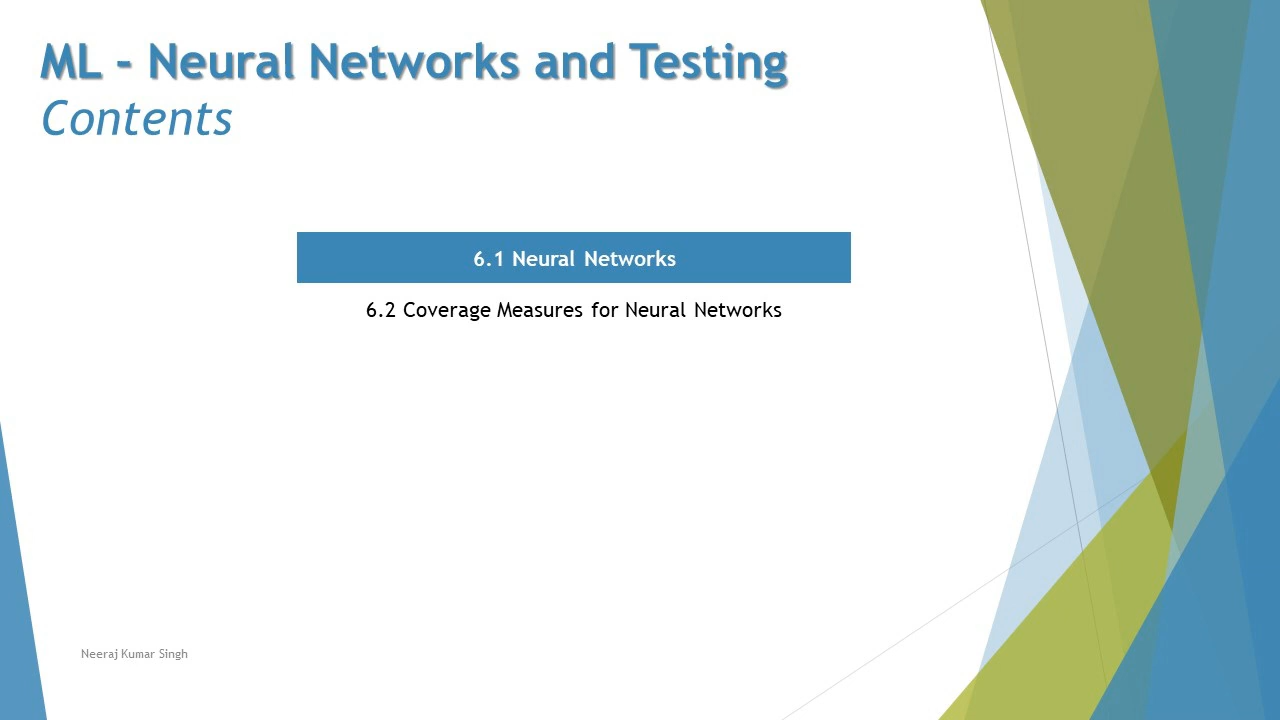 ML - Neural Networks and Testing
Contents
6.1 Neural Networks
6.2 Coverage Measures for Neural Networks
Neeraj Kumar Singh